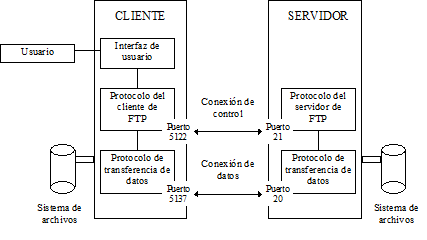 CLIENTE
SERVIDOR
Usuario
Interfaz de
usuario
Protocolo del
cliente de
FTP
Conexión de
control
Protocolo del
servidor de
FTP
Puerto
5122
Puerto
21
Protocolo de
transferencia de
datos
Conexión de
datos
Protocolo de
transferencia de
datos
Puerto
5137
Puerto
20
Sistema de
archivos
Sistema de
archivos